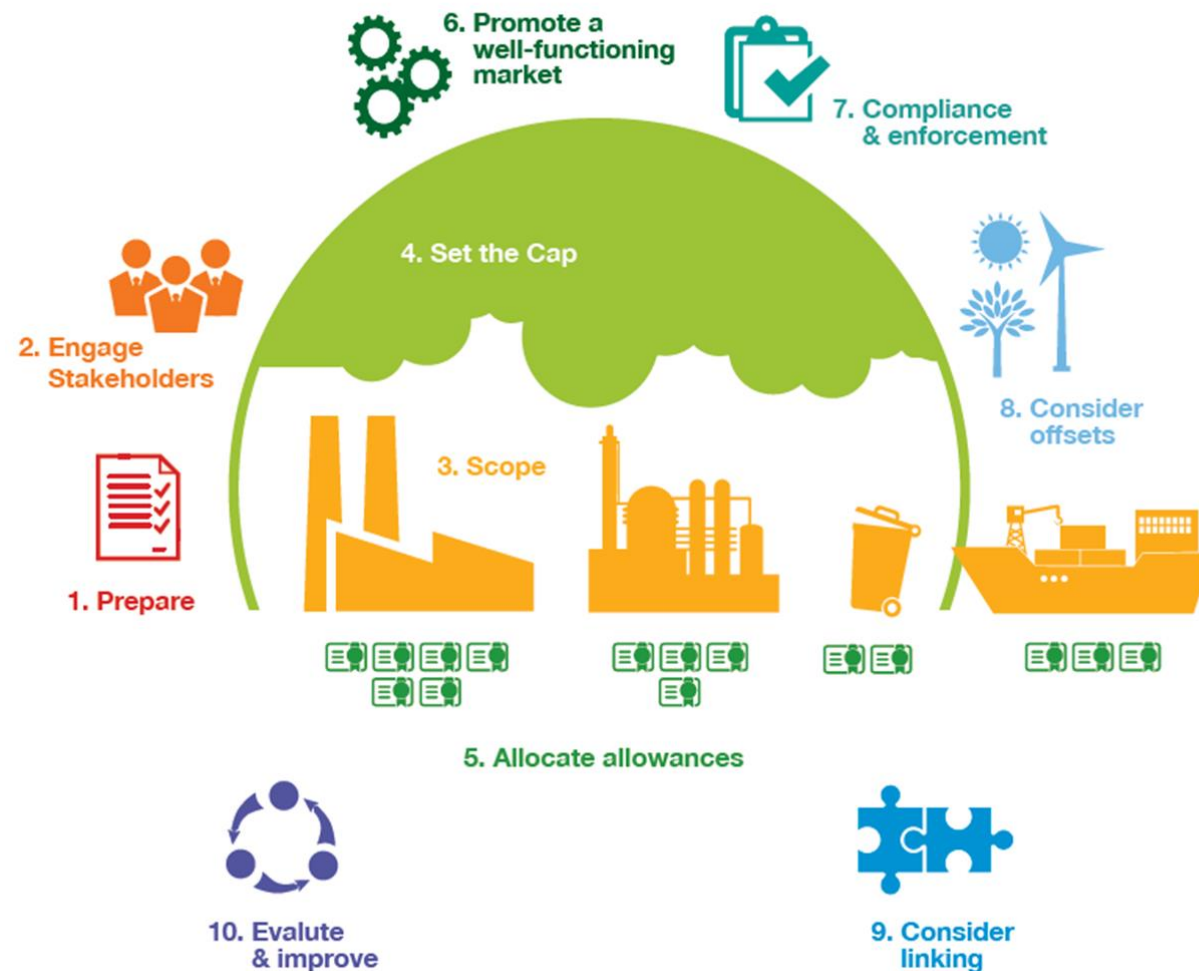 6. Promote a
well-functioning
market
7. Compliance
& enforcement
4. Set the Cap
2. Engage
Stakeholders
8. Consider
offsets
3. Scope
1. Prepare
5. Allocate allowances
10. Evalute
& improve
9. Consider
linking